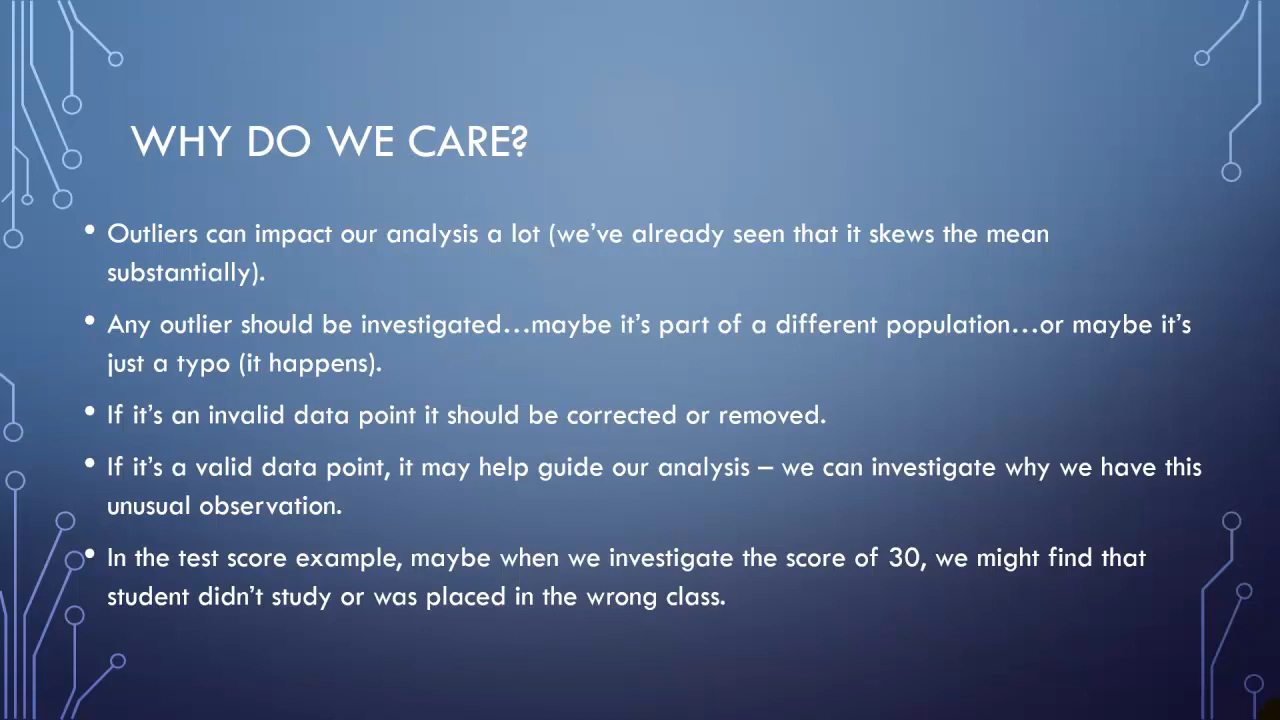 WHY DO WE CARE?
• Outliers can impact our analysis a lot (we’ve already seen that it skews the mean
substantially).
• Any outlier should be investigated…maybe it’s part of a different population…or maybe it’s
just a typo (it happens).
• If it’s an invalid data point it should be corrected or removed.
• If it’s a valid data point, it may help guide our analysis – we can investigate why we have this
unusual observation.
• In the test score example, maybe when we investigate the score of 30, we might find that
student didn’t study or was placed in the wrong class.